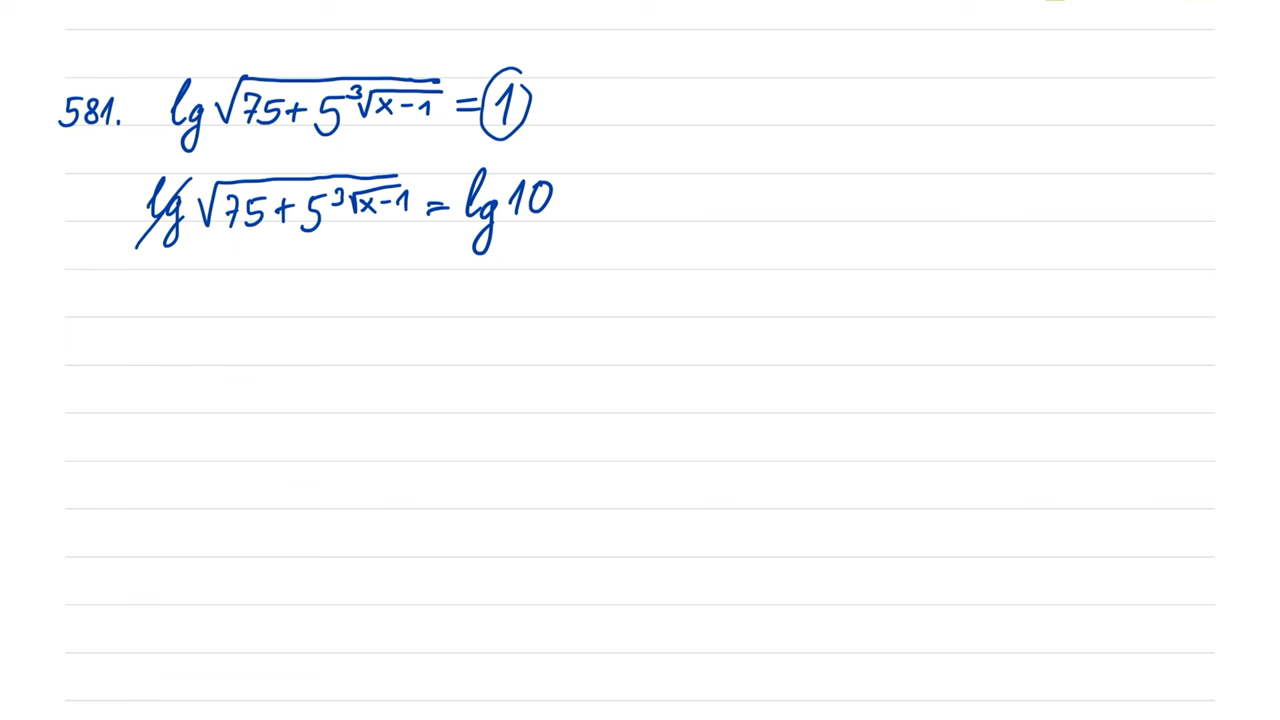 581. lg √(75+5^(∛(x-1))) = 1
lg √(75+5^(∛(x-1))) = lg 10